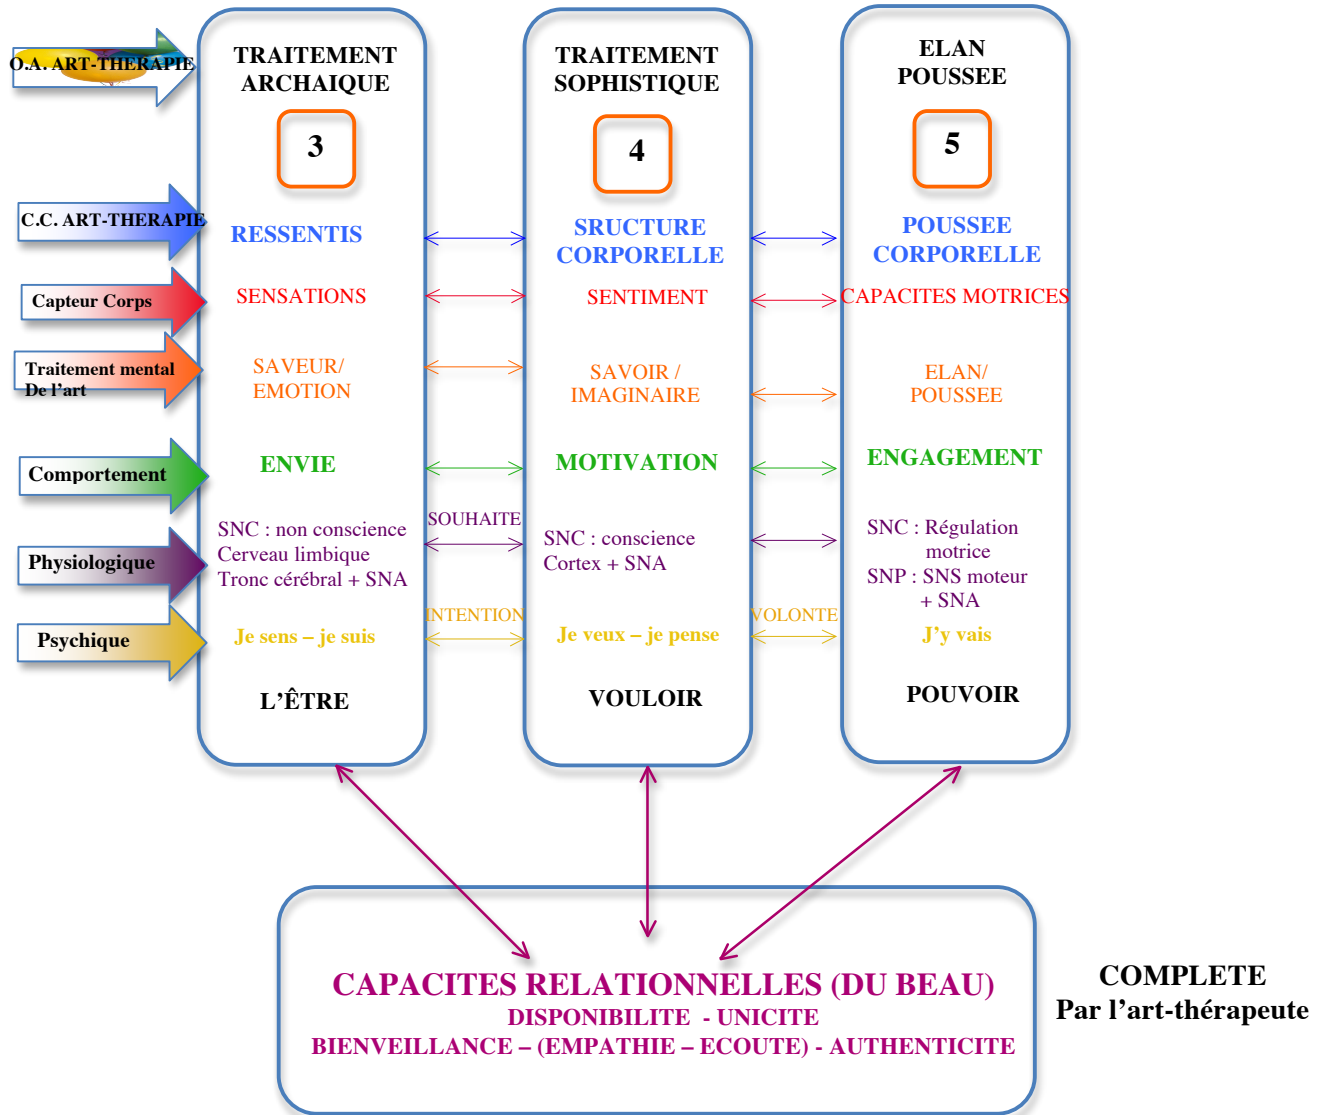 O.A. ART-THERAPIE
TRAITEMENT
ARCHAIQUE
TRAITEMENT
SOPHISTIQUE
ELAN
POUSSEE
3
4
5
C.C. ART-THERAPIE
RESSENTIS
SRUCTURE
CORPORELLE
POUSSEE
CORPORELLE
Capteur Corps
SENSATIONS
SENTIMENT
CAPACITES MOTRICES
Traitement mental
De l'art
SAVEUR/
EMOTION
SAVOIR /
IMAGINAIRE
ELAN/
POUSSEE
Comportement
ENVIE
MOTIVATION
ENGAGEMENT
Physiologique
SNC : non conscience
Cerveau limbique
Tronc cérébral + SNA
SOUHAITE
SNC : conscience
Cortex + SNA
SNC : Régulation
motrice
SNP : SNS moteur
+ SNA
Psychique
Je sens – je suis
INTENTION
Je veux – je pense
VOLONTE
J'y vais
L'ÊTRE
VOULOIR
POUVOIR
CAPACITES RELATIONNELLES (DU BEAU)
DISPONIBILITE - UNICITE
BIENVEILLANCE – (EMPATHIE – ECOUTE) - AUTHENTICITE
COMPLETE
Par l'art-thérapeute